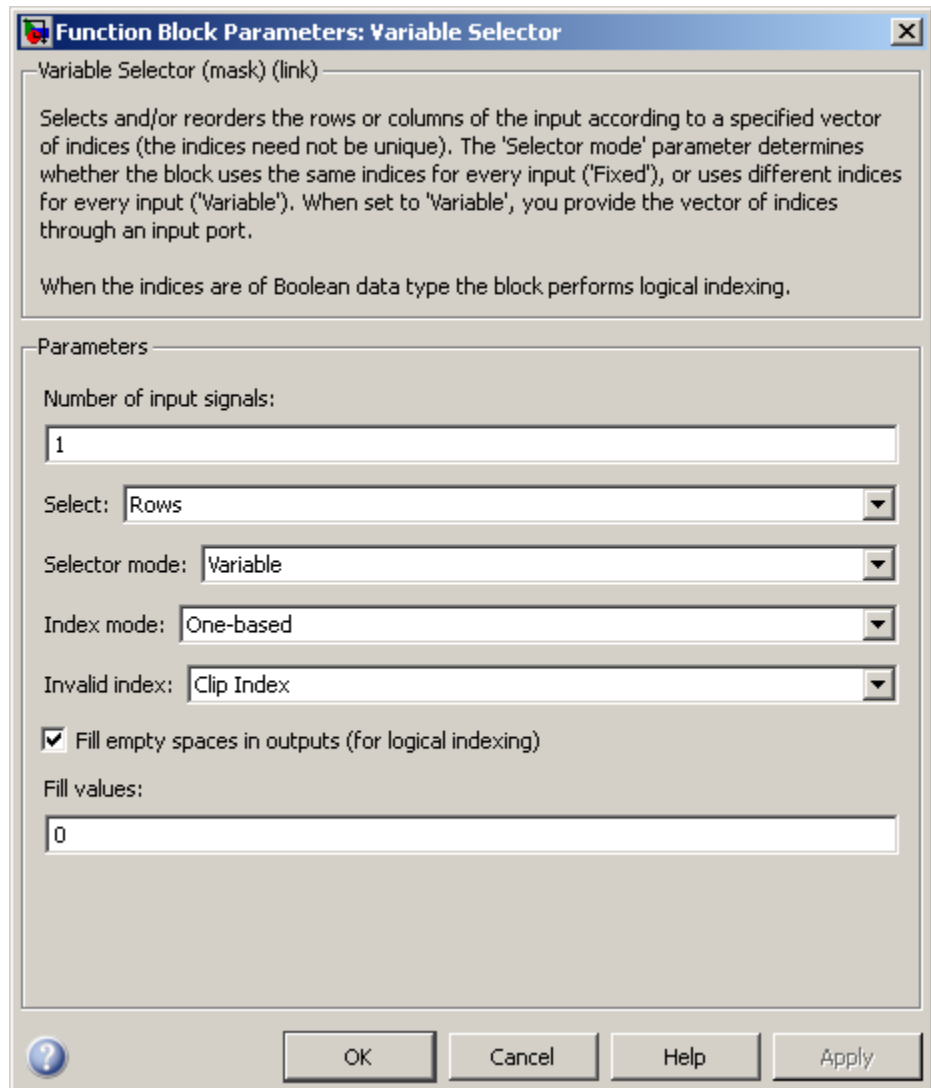 Function Block Parameters: Variable Selector
Variable Selector (mask) (link)
Selects and/or reorders the rows or columns of the input according to a specified vector
of indices (the indices need not be unique). The 'Selector mode' parameter determines
whether the block uses the same indices for every input ('Fixed'), or uses different indices
for every input ('Variable'). When set to 'Variable', you provide the vector of indices
through an input port.
When the indices are of Boolean data type the block performs logical indexing.
Parameters
Number of input signals:
1
Select: Rows
Selector mode: Variable
Index mode: One-based
Invalid index: Clip Index
Fill empty spaces in outputs (for logical indexing)
Fill values:
0
? OK Cancel Help Apply